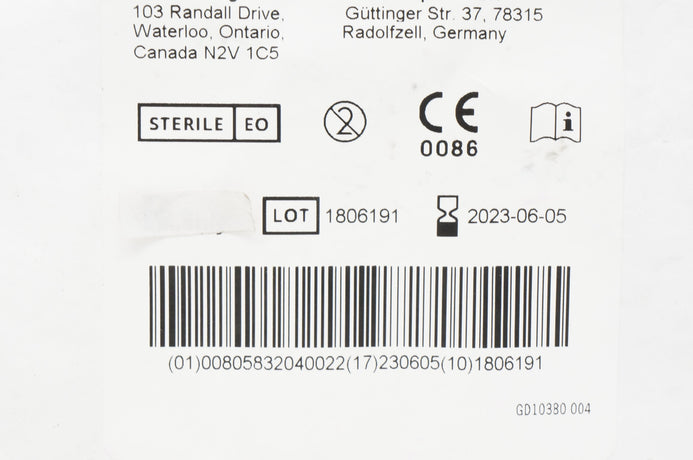 103 Randall Drive,
Waterloo, Ontario,
Canada N2V 1C5
Güttinger Str. 37, 78315
Radolfzell, Germany
STERILE EO
2
CE
0086
i
LOT 1806191
2023-06-05
(01)00805832040022(17)230605(10)1806191
GD10380 004